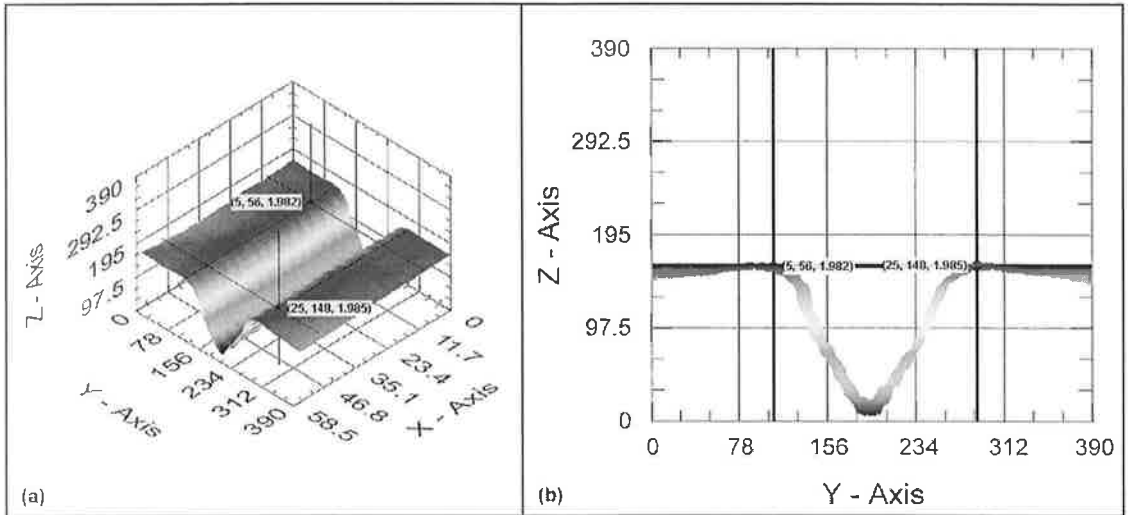 390
292.5
195
97.5
0
Z - Axis
(5, 56, 1.982)
(25, 148, 1.985)
0
78
156
234
312
390
Y - Axis
0
11.7
23.4
35.1
46.8
58.5
X - Axis
(a)
390
292.5
195
97.5
0
Z - Axis
(5, 56, 1.982) (25, 148, 1.985)
0 78 156 234 312 390
Y - Axis
(b)